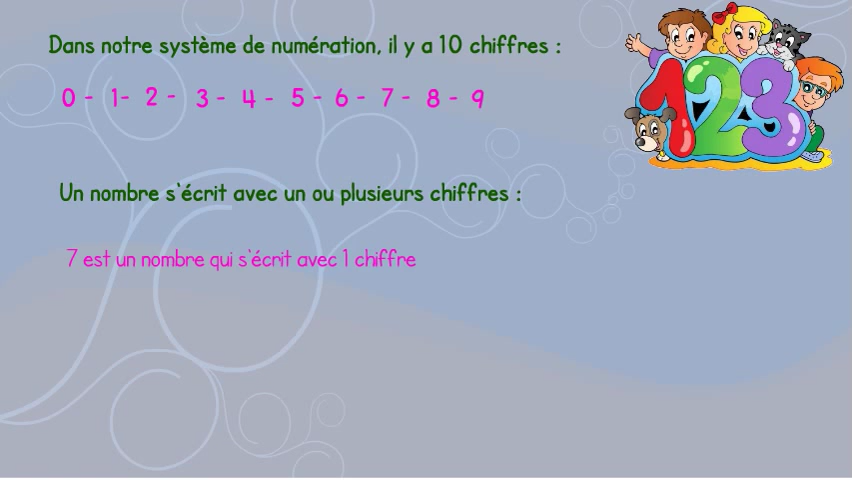 Dans notre système de numération, il y a 10 chiffres :
0 - 1 - 2 - 3 - 4 - 5 - 6 - 7 - 8 - 9
123
Un nombre s'écrit avec un ou plusieurs chiffres :
7 est un nombre qui s'écrit avec 1 chiffre